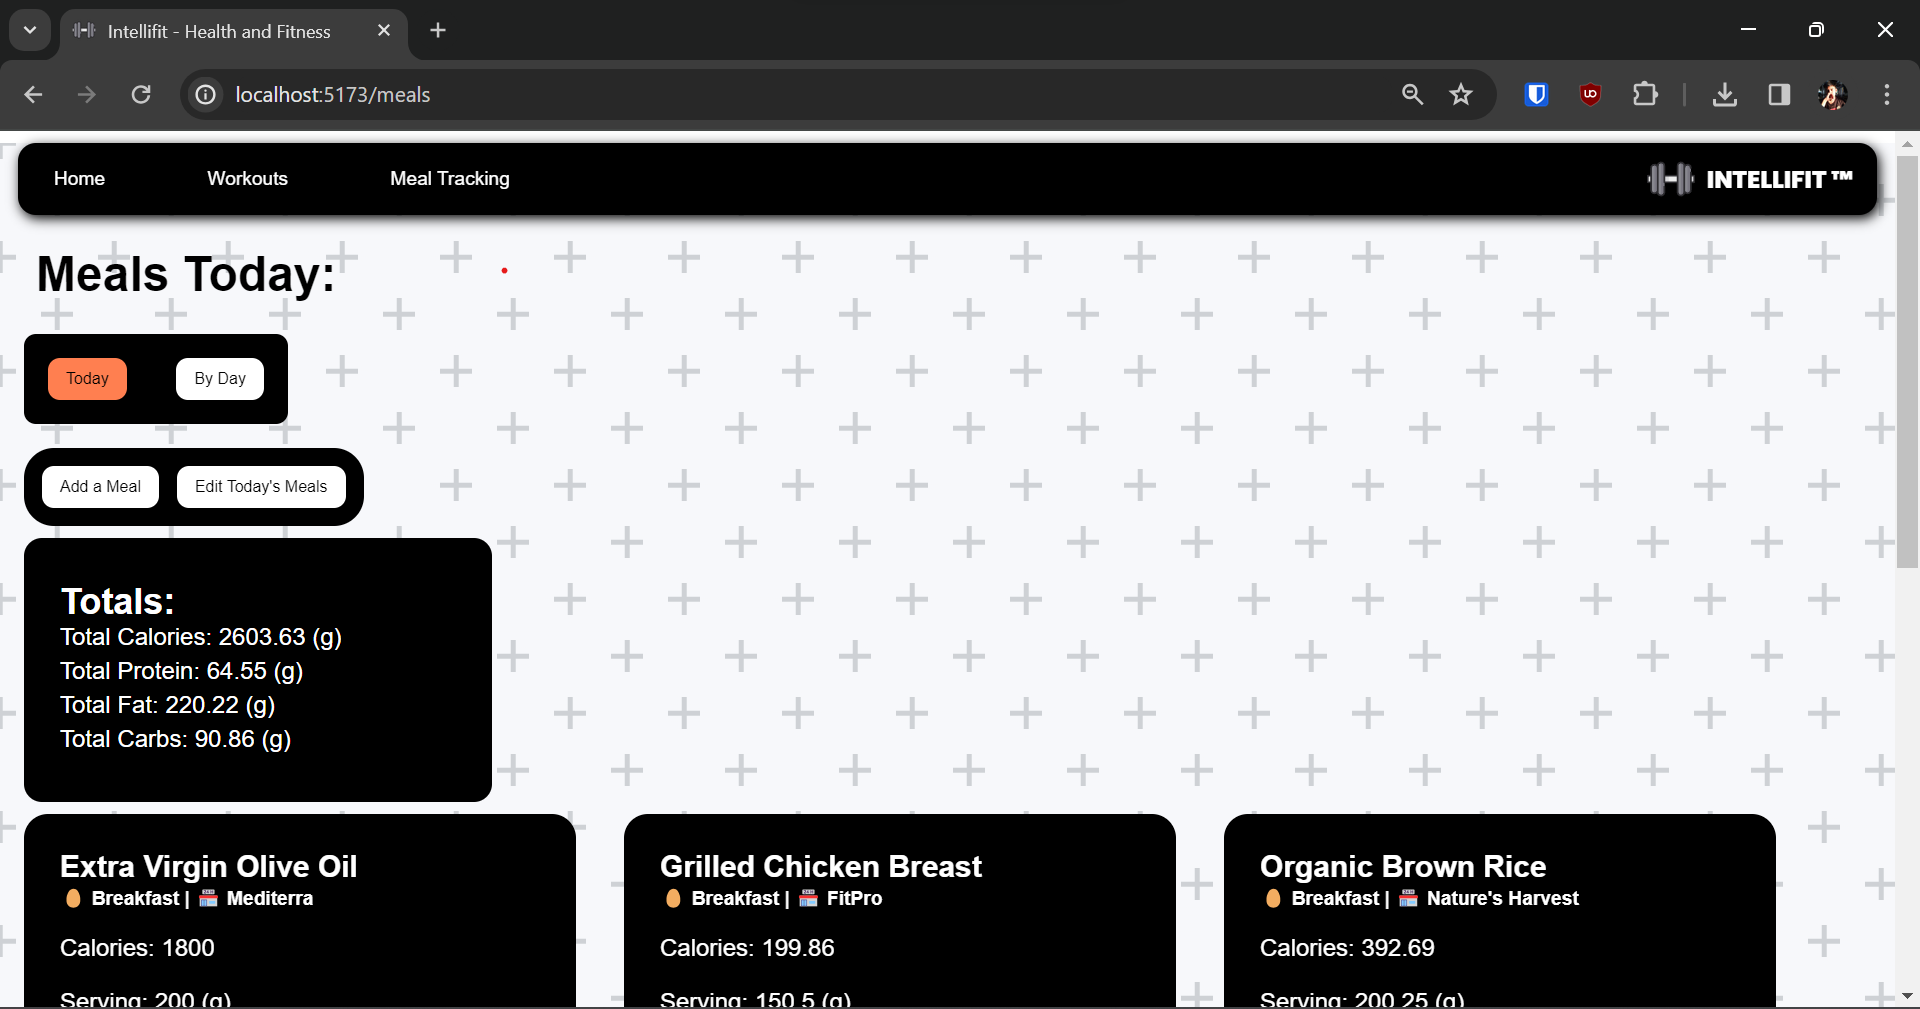 Intellifit - Health and Fitness
localhost:5173/meals
Home Workouts Meal Tracking INTELLIFIT™
Meals Today:
Today By Day
Add a Meal Edit Today's Meals
Totals:
Total Calories: 2603.63 (g)
Total Protein: 64.55 (g)
Total Fat: 220.22 (g)
Total Carbs: 90.86 (g)
Extra Virgin Olive Oil
Breakfast | Mediterra
Calories: 1800
Serving: 200 (g)
Grilled Chicken Breast
Breakfast | FitPro
Calories: 199.86
Serving: 150.5 (g)
Organic Brown Rice
Breakfast | Nature's Harvest
Calories: 392.69
Serving: 200.25 (g)